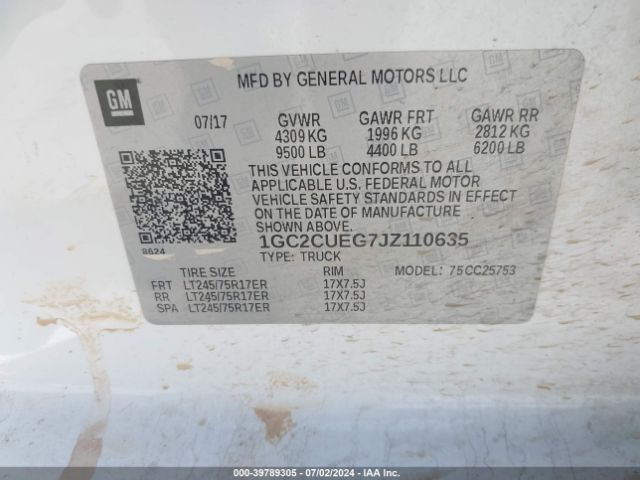 GM
MFD BY GENERAL MOTORS LLC
07/17 GVWR GAWR FRT GAWR RR
4309 KG 1996 KG 2812 KG
9500 LB 4400 LB 6200 LB
THIS VEHICLE CONFORMS TO ALL
APPLICABLE U.S. FEDERAL MOTOR
VEHICLE SAFETY STANDARDS IN EFFECT
ON THE DATE OF MANUFACTURE
SHOWN ABOVE.
8624 1GC2CUEG7JZ110635
TYPE: TRUCK
TIRE SIZE RIM MODEL: 75CC25753
FRT LT245/75R17ER 17X7.5J
RR LT245/75R17ER 17X7.5J
SPA LT245/75R17ER 17X7.5J
000-39789305 - 07/02/2024 - IAA Inc.